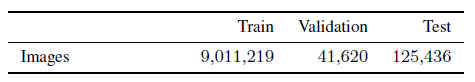 Train Validation Test
Images 9,011,219 41,620 125,436